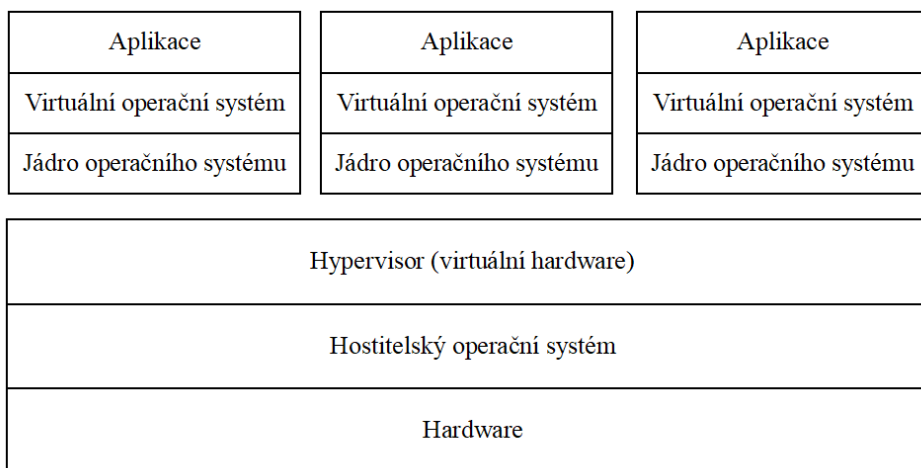 Aplikace
Aplikace
Aplikace
Virtuální operační systém
Virtuální operační systém
Virtuální operační systém
Jádro operačního systému
Jádro operačního systému
Jádro operačního systému
Hypervisor (virtuální hardware)
Hostitelský operační systém
Hardware